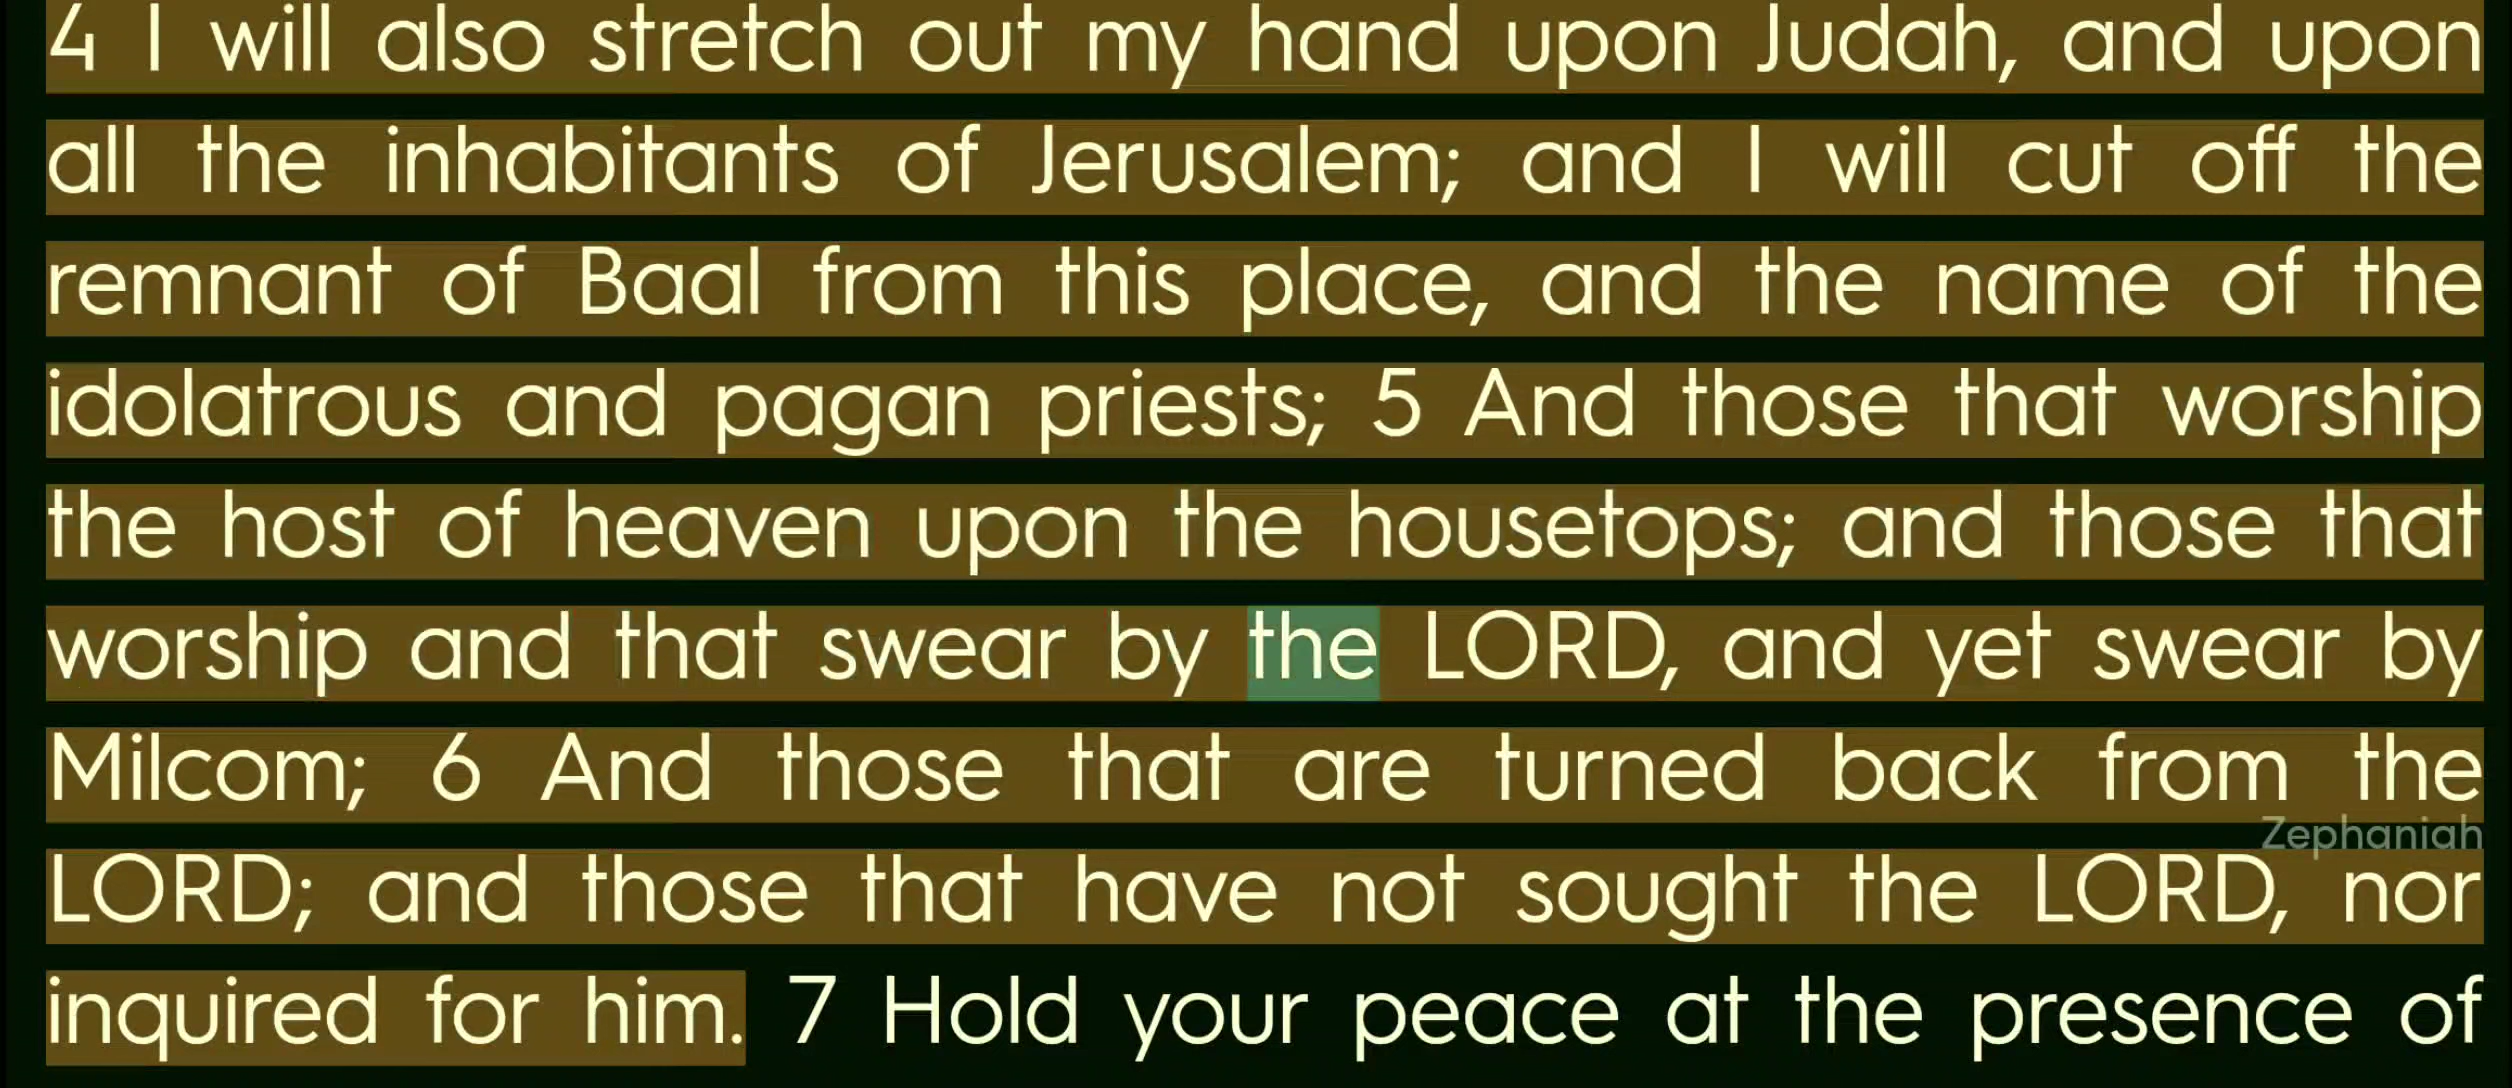 4 I will also stretch out my hand upon Judah, and upon
all the inhabitants of Jerusalem; and I will cut off the
remnant of Baal from this place, and the name of the
idolatrous and pagan priests; 5 And those that worship
the host of heaven upon the housetops; and those that
worship and that swear by the LORD, and yet swear by
Milcom; 6 And those that are turned back from the
Zephaniah
LORD; and those that have not sought the LORD, nor
inquired for him. 7 Hold your peace at the presence of